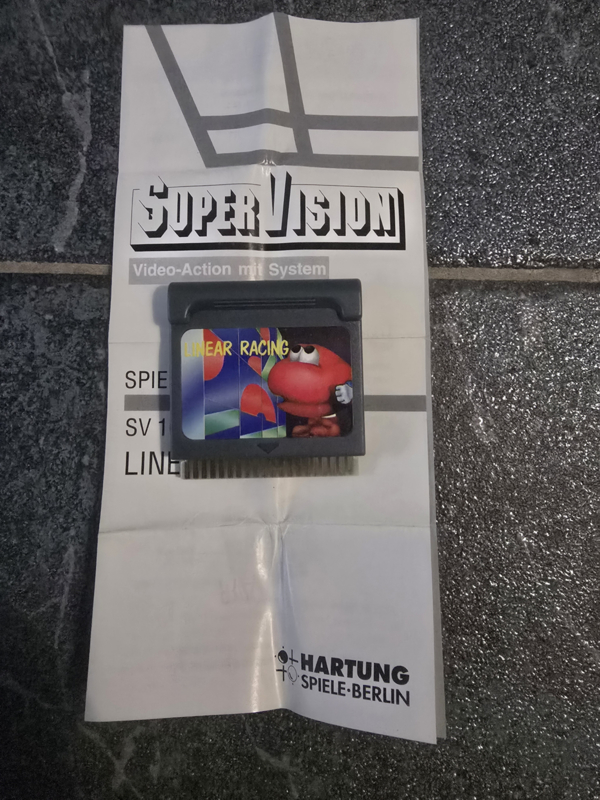 SUPERVISION
Video-Action mit System
LINEAR RACING
SPIE
SV 1
LINE
HARTUNG
SPIELE·BERLIN